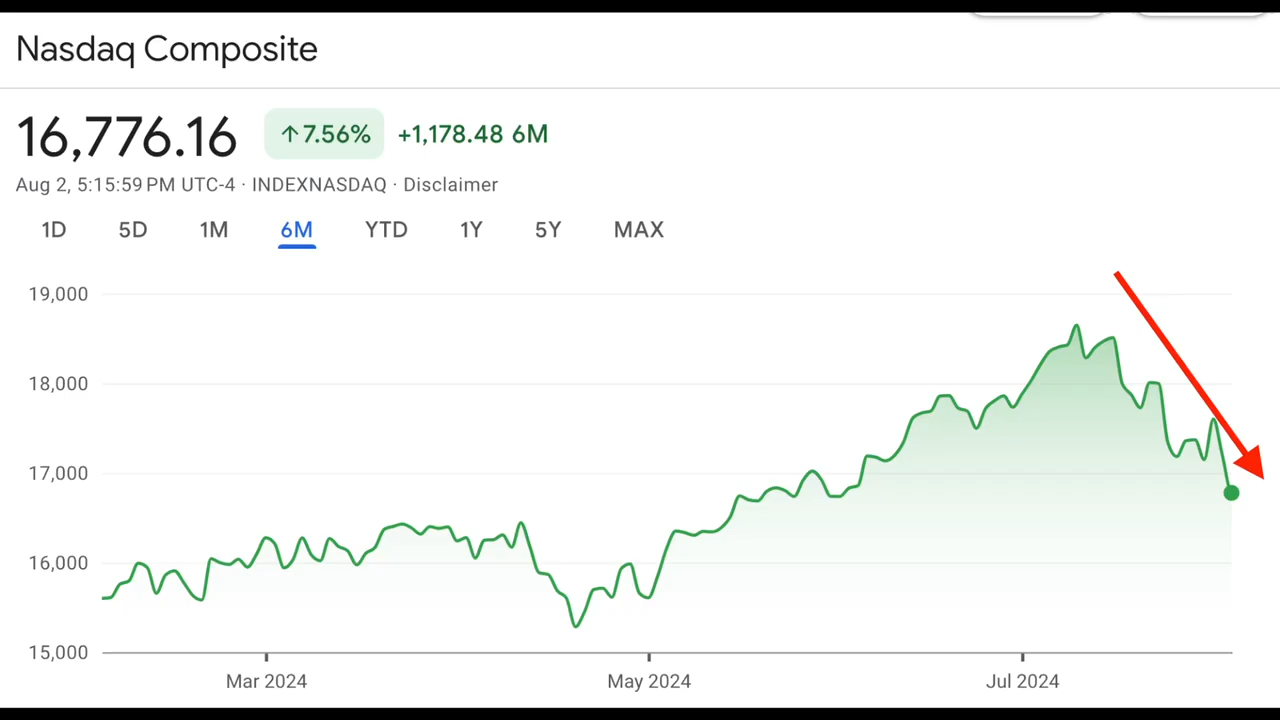 Nasdaq Composite
16,776.16 ↑7.56% +1,178.48 6M
Aug 2, 5:15:59 PM UTC-4 · INDEXNASDAQ · Disclaimer
1D 5D 1M 6M YTD 1Y 5Y MAX
19,000
18,000
17,000
16,000
15,000
Mar 2024 May 2024 Jul 2024